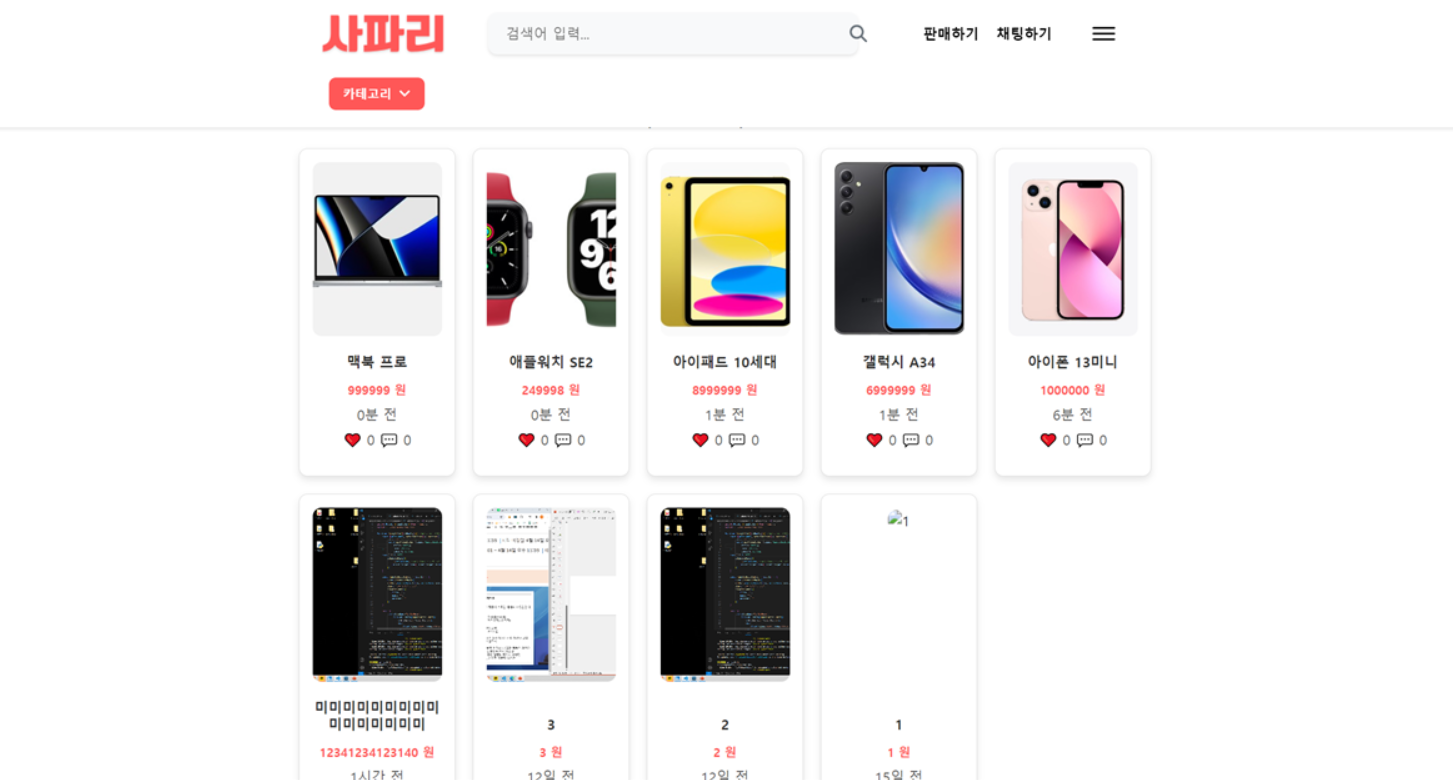 사파리
검색어 입력...
판매하기 채팅하기
카테고리
맥북 프로
999999 원
0분 전
0 0
애플워치 SE2
249998 원
0분 전
0 0
아이패드 10세대
8999999 원
1분 전
0 0
갤럭시 A34
6999999 원
1분 전
0 0
아이폰 13미니
1000000 원
6분 전
0 0
미미미미미미미미미
미미미미미미미
12341234123140 원
1시간 전
3
3 원
12일 전
2
2 원
12일 전
1
1
1 원
15일 전